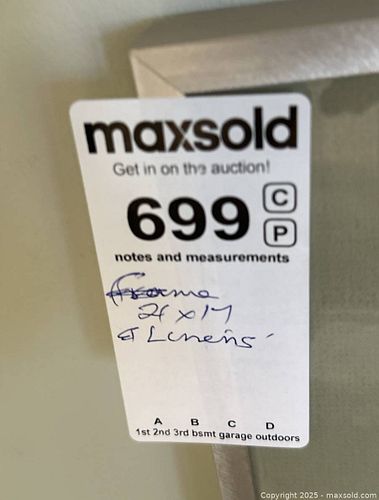 maxsold
Get in on the auction!
699
C
P
notes and measurements
frame
21 x 17
& Linens
A B C D
1st 2nd 3rd bsmt garage outdoors
Copyright 2025 - maxsold.com